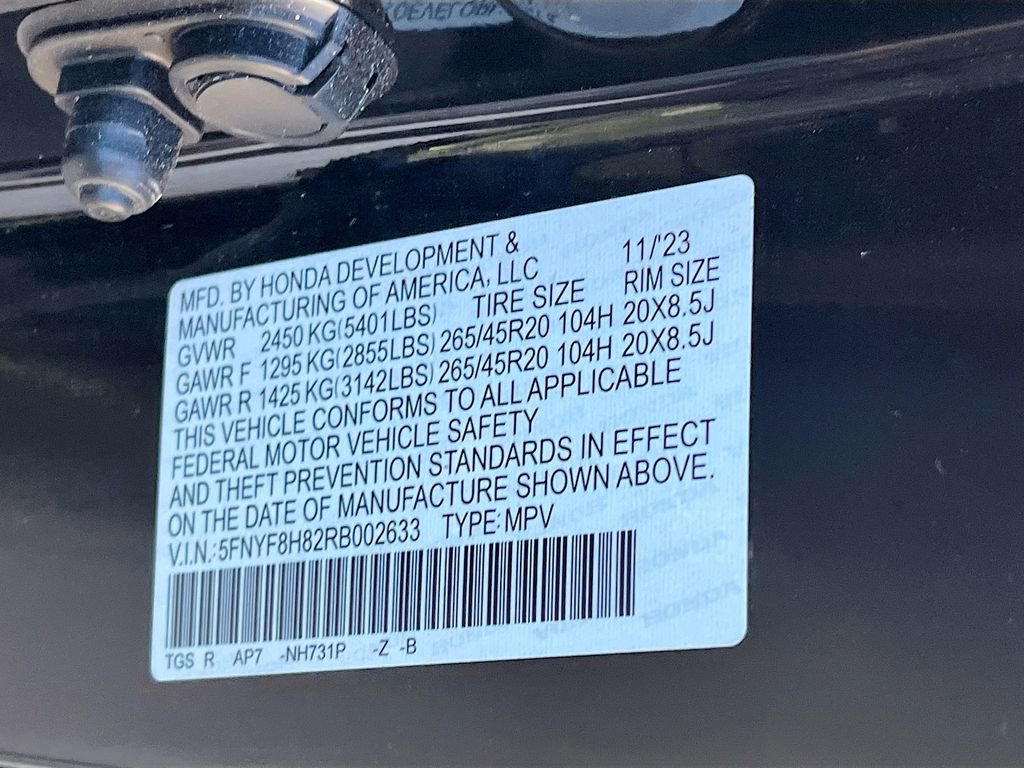 MFD. BY HONDA DEVELOPMENT &
MANUFACTURING OF AMERICA, LLC 11/'23
GVWR 2450 KG(5401LBS) TIRE SIZE RIM SIZE
GAWR F 1295 KG(2855LBS) 265/45R20 104H 20X8.5J
GAWR R 1425 KG(3142LBS) 265/45R20 104H 20X8.5J
THIS VEHICLE CONFORMS TO ALL APPLICABLE
FEDERAL MOTOR VEHICLE SAFETY
AND THEFT PREVENTION STANDARDS IN EFFECT
ON THE DATE OF MANUFACTURE SHOWN ABOVE.
V.I.N.: 5FNYF8H82RB002633 TYPE: MPV
TGS R AP7 -NH731P -Z -B